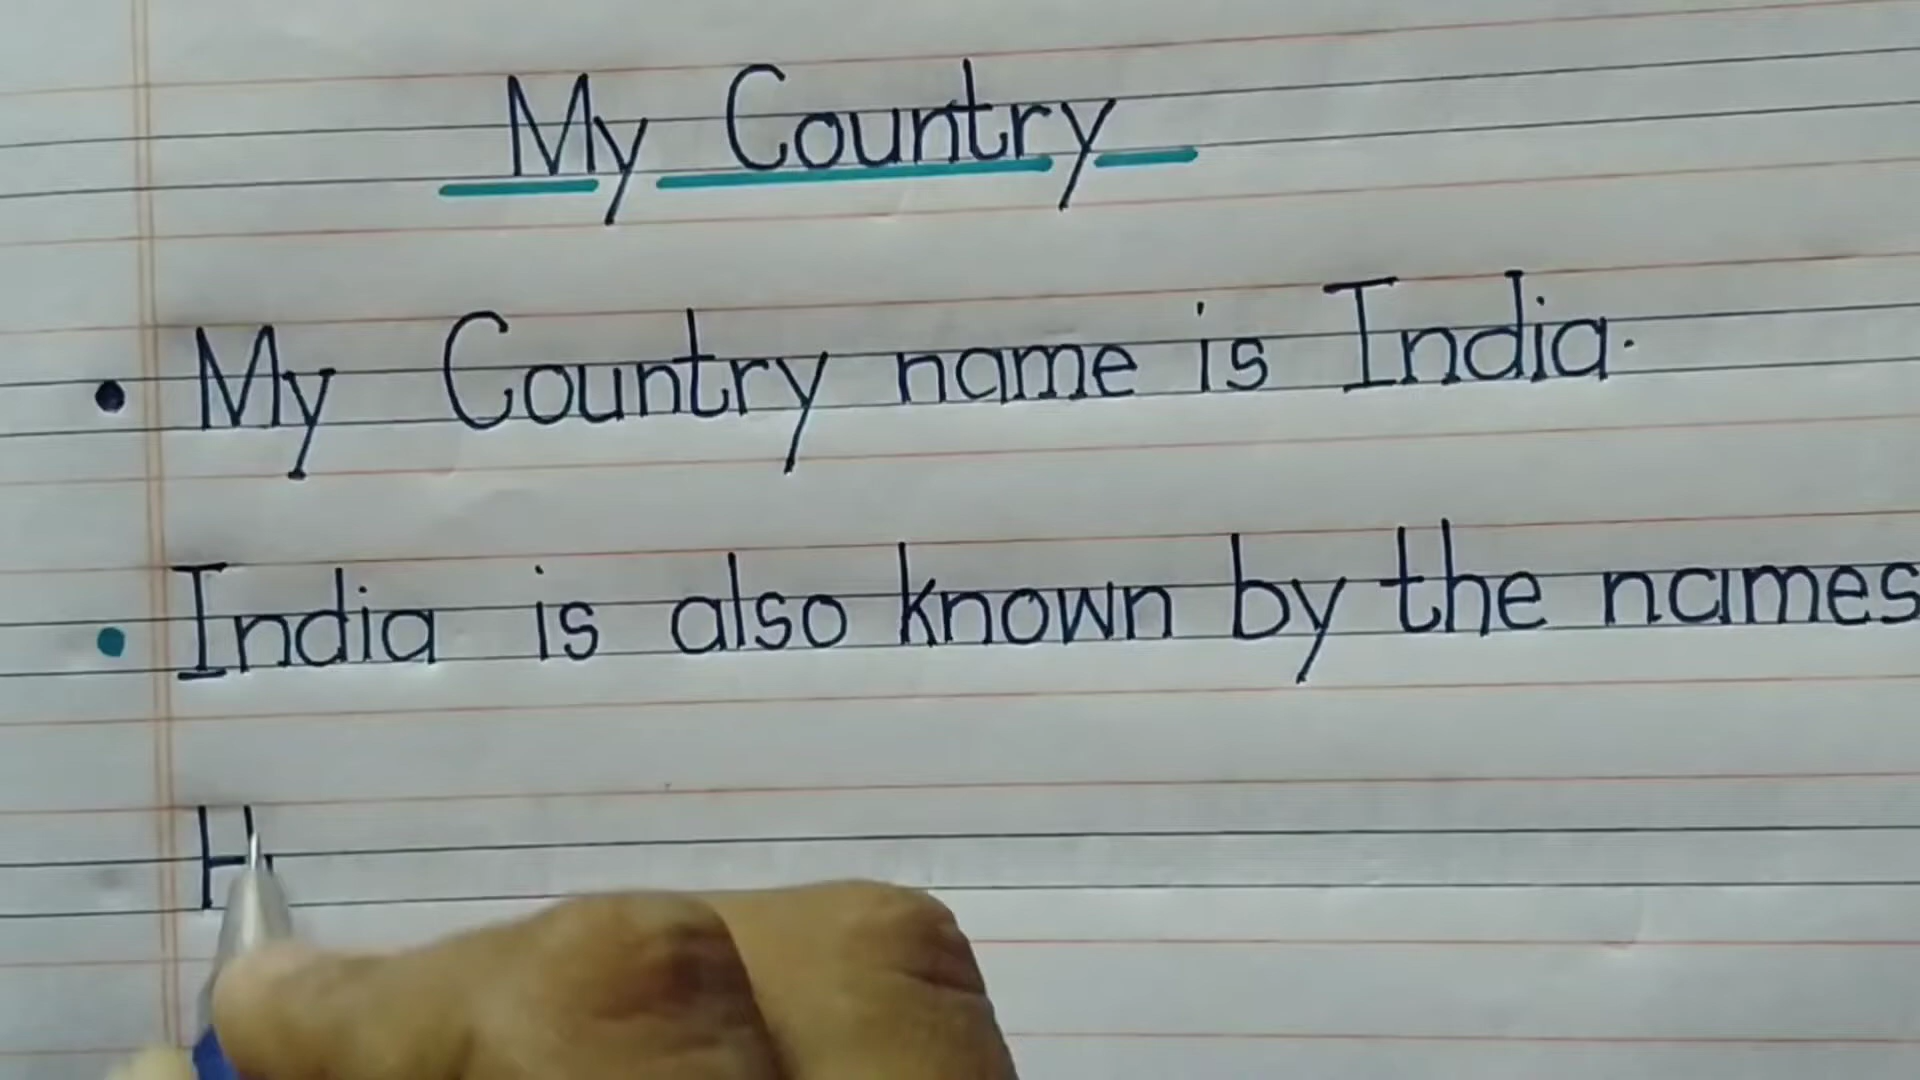 My Country
• My Country name is India.
• India is also known by the names
H